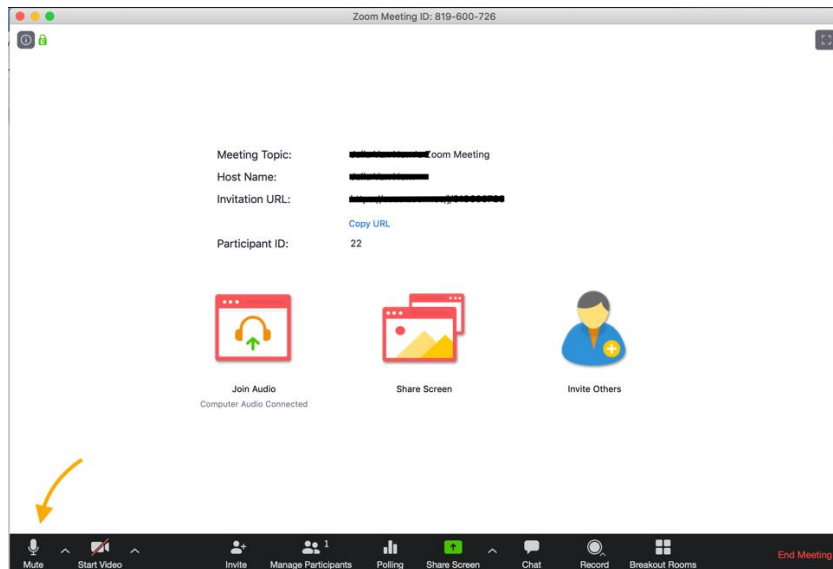 Zoom Meeting ID: 819-600-726
Meeting Topic: Zoom Meeting
Host Name:
Invitation URL:
Copy URL
Participant ID: 22
Join Audio Share Screen Invite Others
Computer Audio Connected
1
Mute Start Video Invite Manage Participants Polling Share Screen Chat Record Breakout Rooms End Meeting